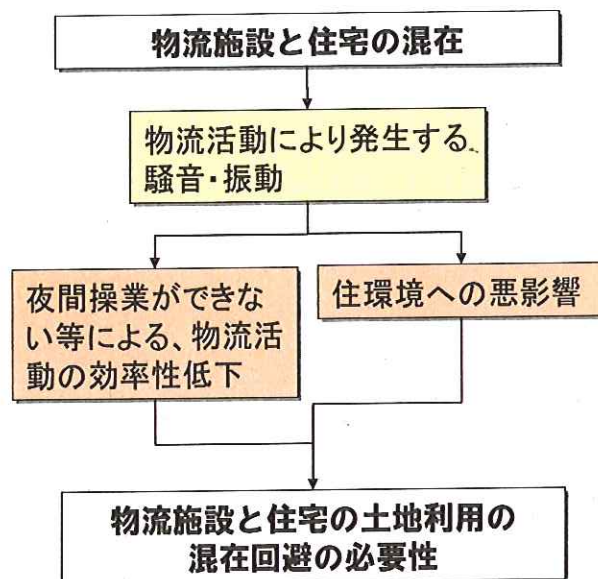 物流施設と住宅の混在
物流活動により発生する
騒音・振動
夜間操業ができな
い等による、物流活
動の効率性低下
住環境への悪影響
物流施設と住宅の土地利用の
混在回避の必要性